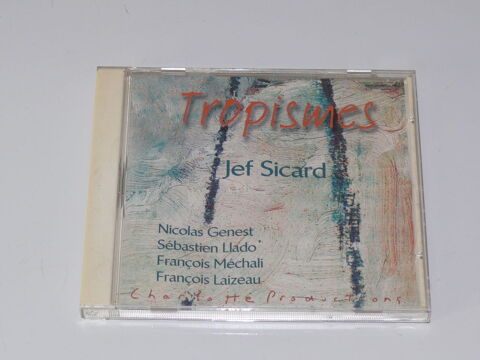 Tropismes
Jef Sicard
Nicolas Genest
Sébastien Llado
François Méchali
François Laizeau
Charlotte Productions